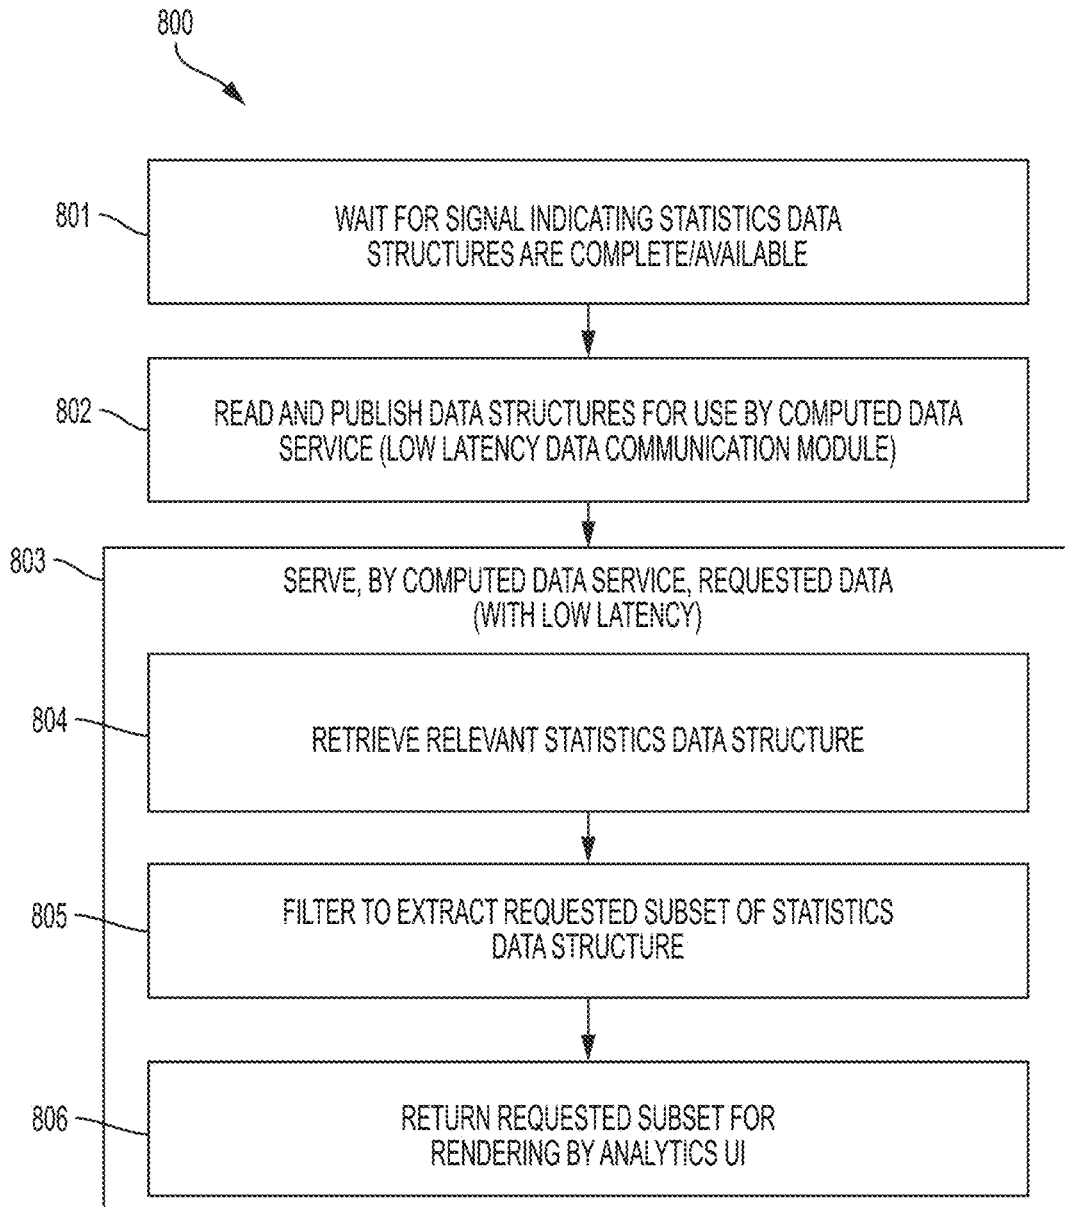 800
801
WAIT FOR SIGNAL INDICATING STATISTICS DATA
STRUCTURES ARE COMPLETE/AVAILABLE
802
READ AND PUBLISH DATA STRUCTURES FOR USE BY COMPUTED DATA
SERVICE (LOW LATENCY DATA COMMUNICATION MODULE)
803
SERVE, BY COMPUTED DATA SERVICE, REQUESTED DATA
(WITH LOW LATENCY)
804
RETRIEVE RELEVANT STATISTICS DATA STRUCTURE
805
FILTER TO EXTRACT REQUESTED SUBSET OF STATISTICS
DATA STRUCTURE
806
RETURN REQUESTED SUBSET FOR
RENDERING BY ANALYTICS UI